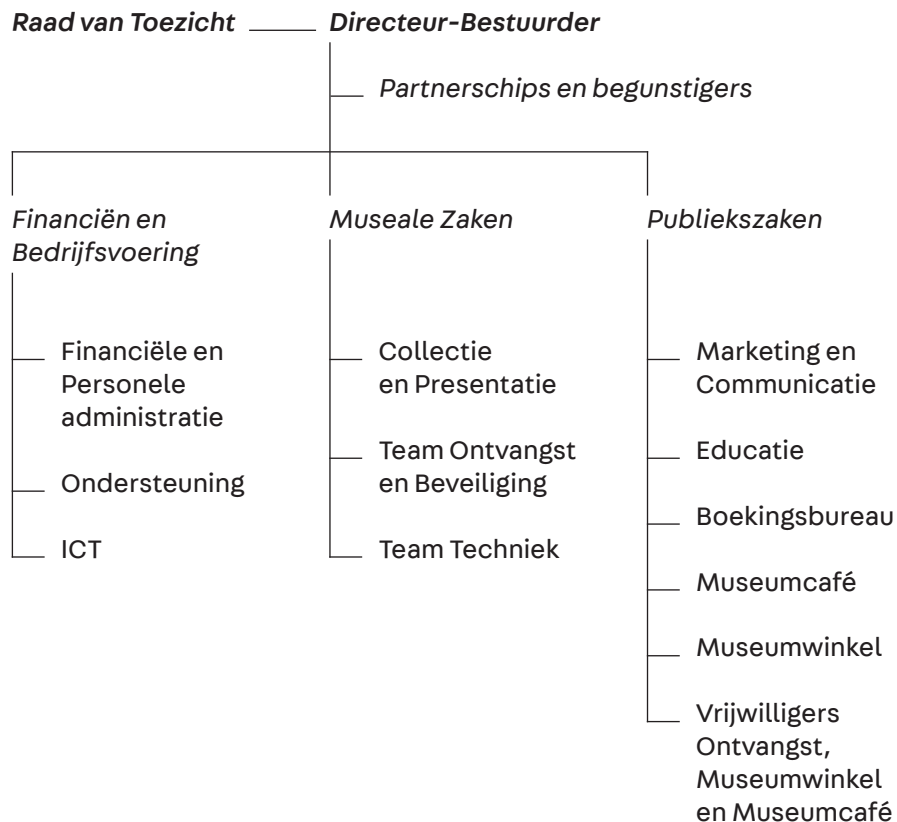 Raad van Toezicht
Directeur-Bestuurder
Partnerschips en begunstigers
Financiën en
Bedrijfsvoering
Financiële en
Personele
administratie
Ondersteuning
ICT
Museale Zaken
Collectie
en Presentatie
Team Ontvangst
en Beveiliging
Team Techniek
Publiekszaken
Marketing en
Communicatie
Educatie
Boekingsbureau
Museumcafé
Museumwinkel
Vrijwilligers
Ontvangst,
Museumwinkel
en Museumcafé